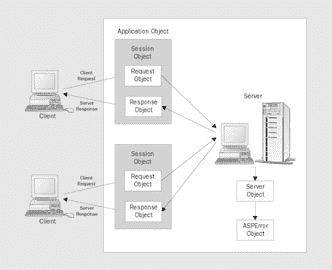 Application Object
Session
Object
Client
Request
Request
Object
Server
Response
Response
Object
Client
Server
Session
Object
Client
Request
Request
Object
Server
Response
Response
Object
Client
Server
Object
ASPError
Object